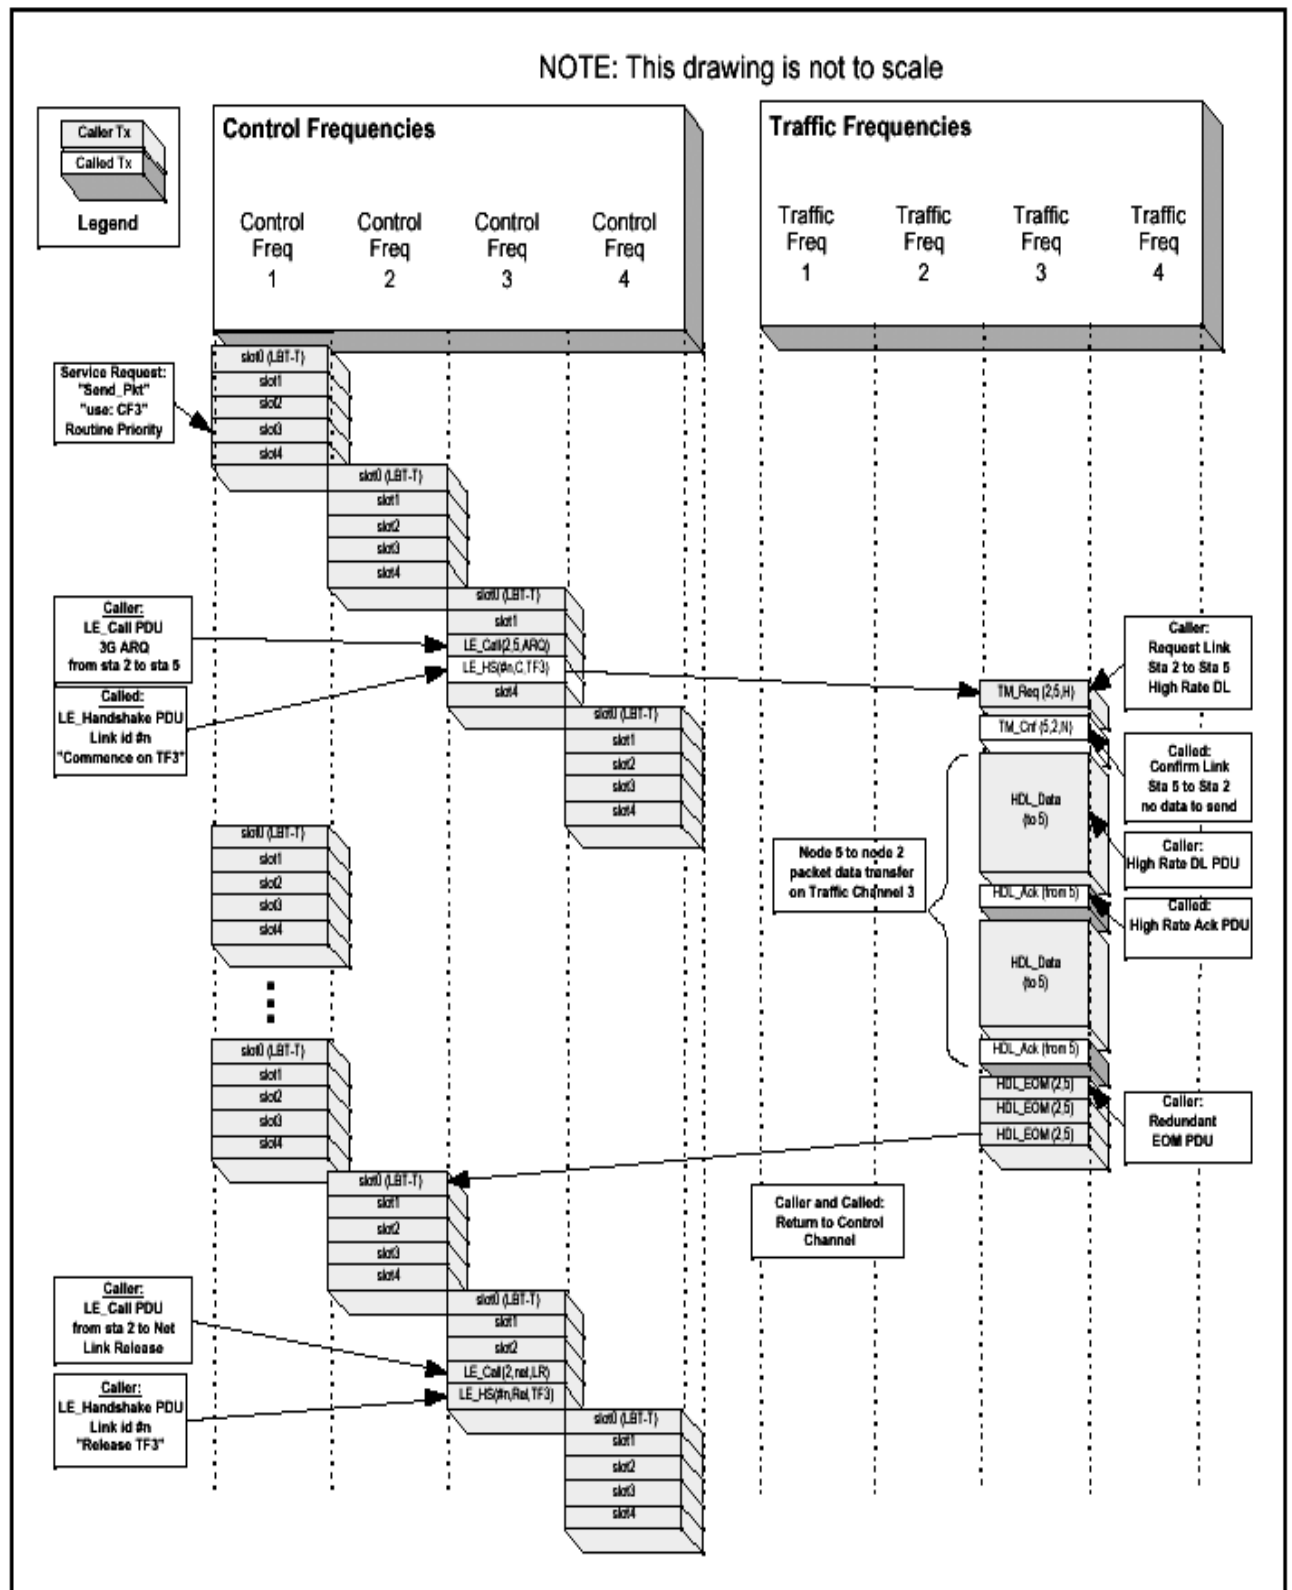 NOTE: This drawing is not to scale
Caller Tx
Called Tx
Legend
Control Frequencies
Control
Freq
1
Control
Freq
2
Control
Freq
3
Control
Freq
4
Traffic Frequencies
Traffic
Freq
1
Traffic
Freq
2
Traffic
Freq
3
Traffic
Freq
4
Service Request:
"Send_Pkt"
"use: CF3"
Routine Priority
slot0 (LBT-T)
slot1
slot2
slot3
slot4
slot0 (LBT-T)
slot1
slot2
slot3
slot4
Caller:
LE_Call PDU
3G ARQ
from sta 2 to sta 5
Called:
LE_Handshake PDU
Link id #n
"Commence on TF3"
slot0 (LBT-T)
slot1
LE_Call(2,5,ARQ)
LE_HS(#n,C,TF3)
slot4
slot0 (LBT-T)
slot1
slot2
slot3
slot4
TM_Req (2,5,H)
TM_Cnf (5,2,N)
HDL_Data
(to 5)
HDL_Ack (from 5)
HDL_Data
(to 5)
HDL_Ack (from 5)
HDL_EOM (2,5)
HDL_EOM (2,5)
HDL_EOM (2,5)
Caller:
Request Link
Sta 2 to Sta 5
High Rate DL
Called:
Confirm Link
Sta 5 to Sta 2
no data to send
Caller:
High Rate DL PDU
Called:
High Rate Ack PDU
Caller:
Redundant
EOM PDU
Node 5 to node 2
packet data transfer
on Traffic Channel 3
slot0 (LBT-T)
slot1
slot2
slot3
slot4
slot0 (LBT-T)
slot1
slot2
slot3
slot4
slot0 (LBT-T)
slot1
slot2
slot3
slot4
Caller and Called:
Return to Control
Channel
Caller:
LE_Call PDU
from sta 2 to Net
Link Release
Caller:
LE_Handshake PDU
Link id #n
"Release TF3"
slot0 (LBT-T)
slot1
slot2
LE_Call(2,net,LR)
LE_HS(#n,Rel,TF3)
slot0 (LBT-T)
slot1
slot2
slot3
slot4